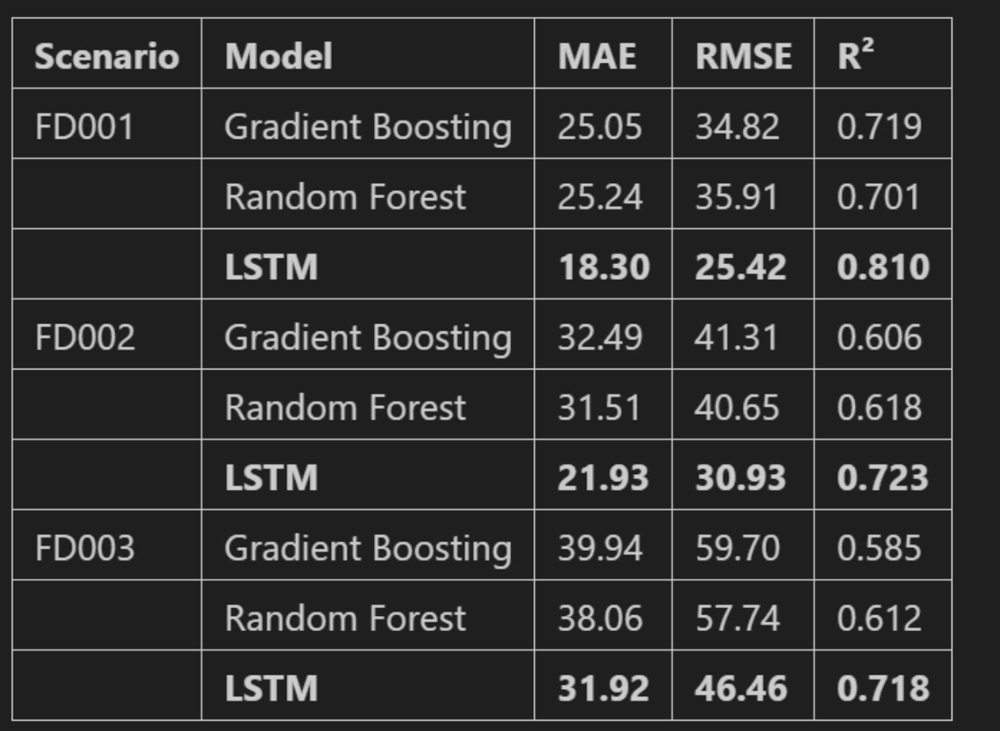 Scenario Model MAE RMSE R²
FD001 Gradient Boosting 25.05 34.82 0.719
Random Forest 25.24 35.91 0.701
LSTM 18.30 25.42 0.810
FD002 Gradient Boosting 32.49 41.31 0.606
Random Forest 31.51 40.65 0.618
LSTM 21.93 30.93 0.723
FD003 Gradient Boosting 39.94 59.70 0.585
Random Forest 38.06 57.74 0.612
LSTM 31.92 46.46 0.718